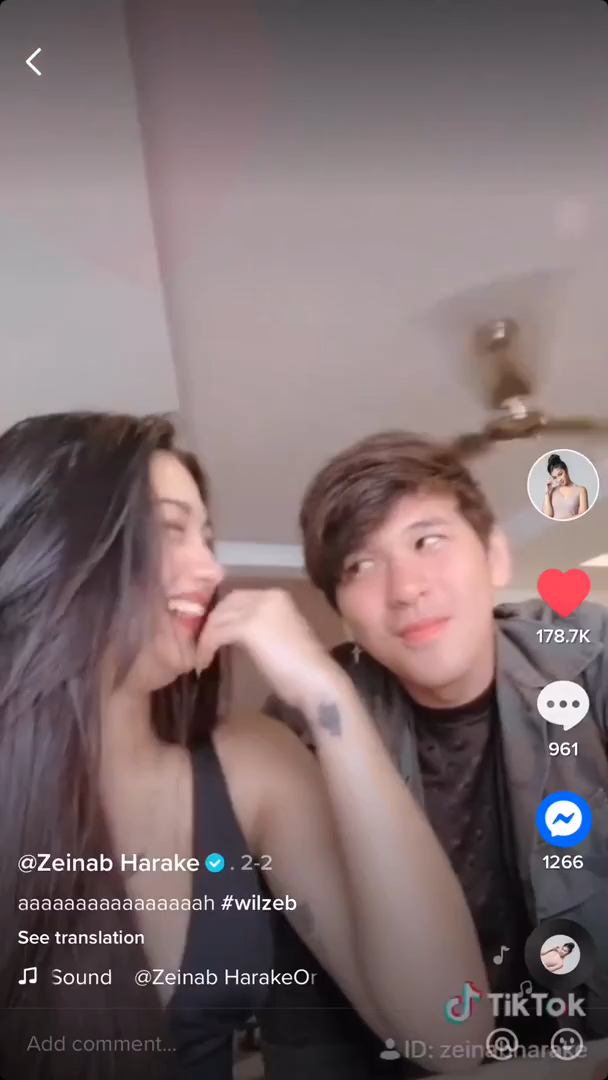 178.7K
961
1266
@Zeinab Harake . 2-2
aaaaaaaaaaaaaaaah #wilzeb
See translation
Sound @Zeinab HarakeOr
TikTok
Add comment...
ID: zeinabharake